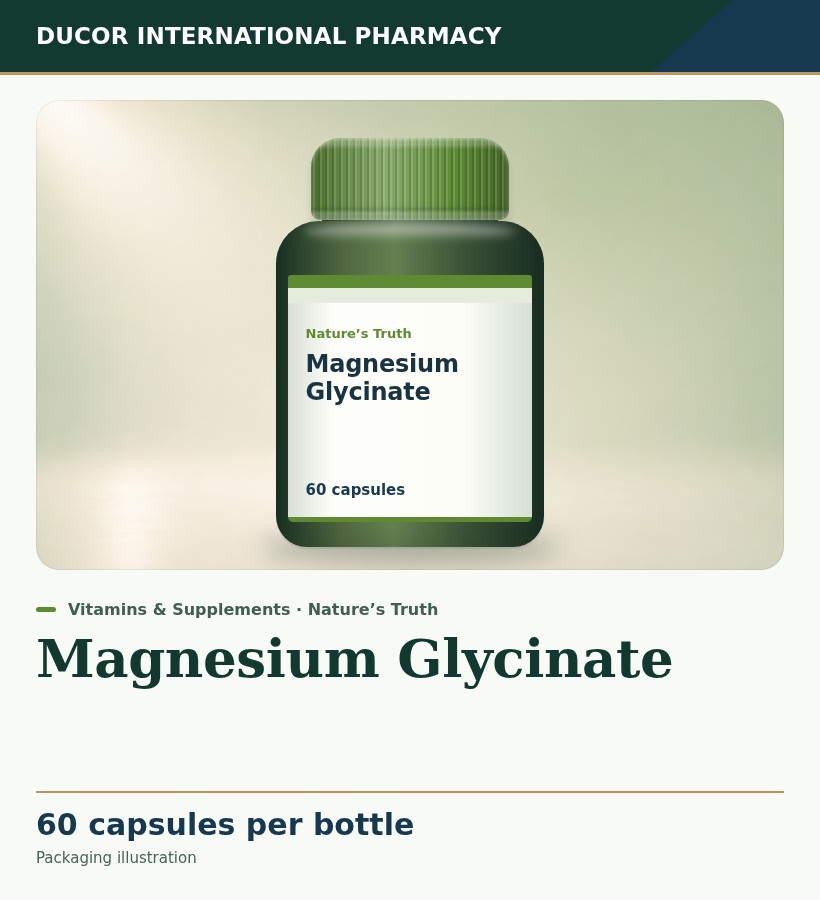 DUCOR INTERNATIONAL PHARMACY
Nature’s Truth
Magnesium
Glycinate
60 capsules
Vitamins & Supplements · Nature’s Truth
Magnesium Glycinate
60 capsules per bottle
Packaging illustration